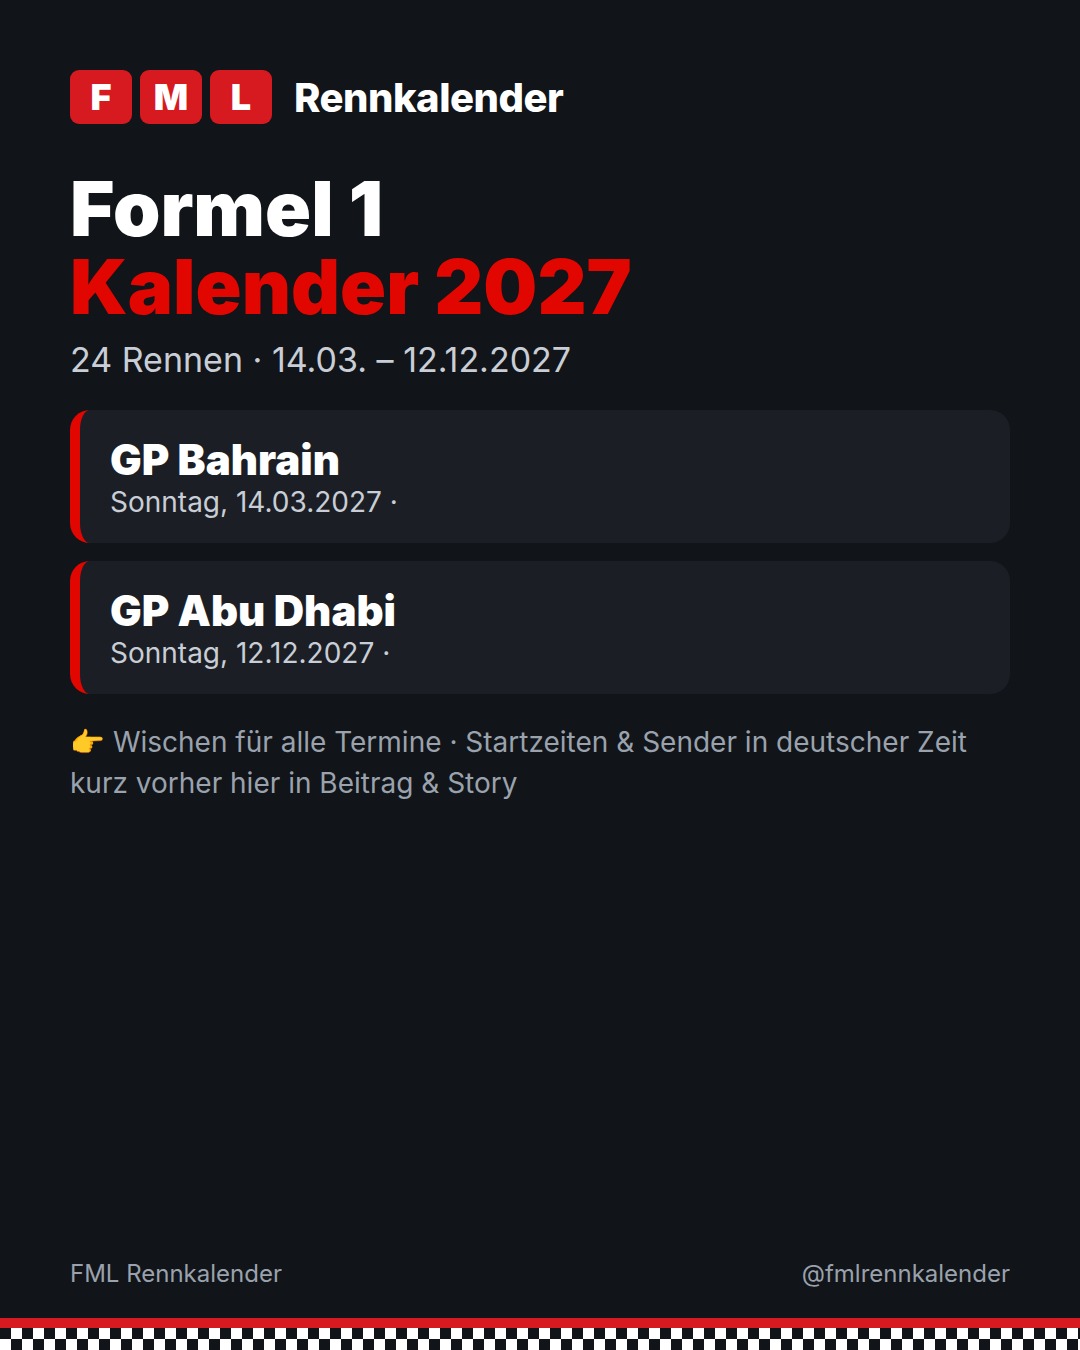 F M L Rennkalender
Formel 1
Kalender 2027
24 Rennen · 14.03. – 12.12.2027
GP Bahrain
Sonntag, 14.03.2027 ·
GP Abu Dhabi
Sonntag, 12.12.2027 ·
👉 Wischen für alle Termine · Startzeiten & Sender in deutscher Zeit
kurz vorher hier in Beitrag & Story
FML Rennkalender
@fmlrennkalender